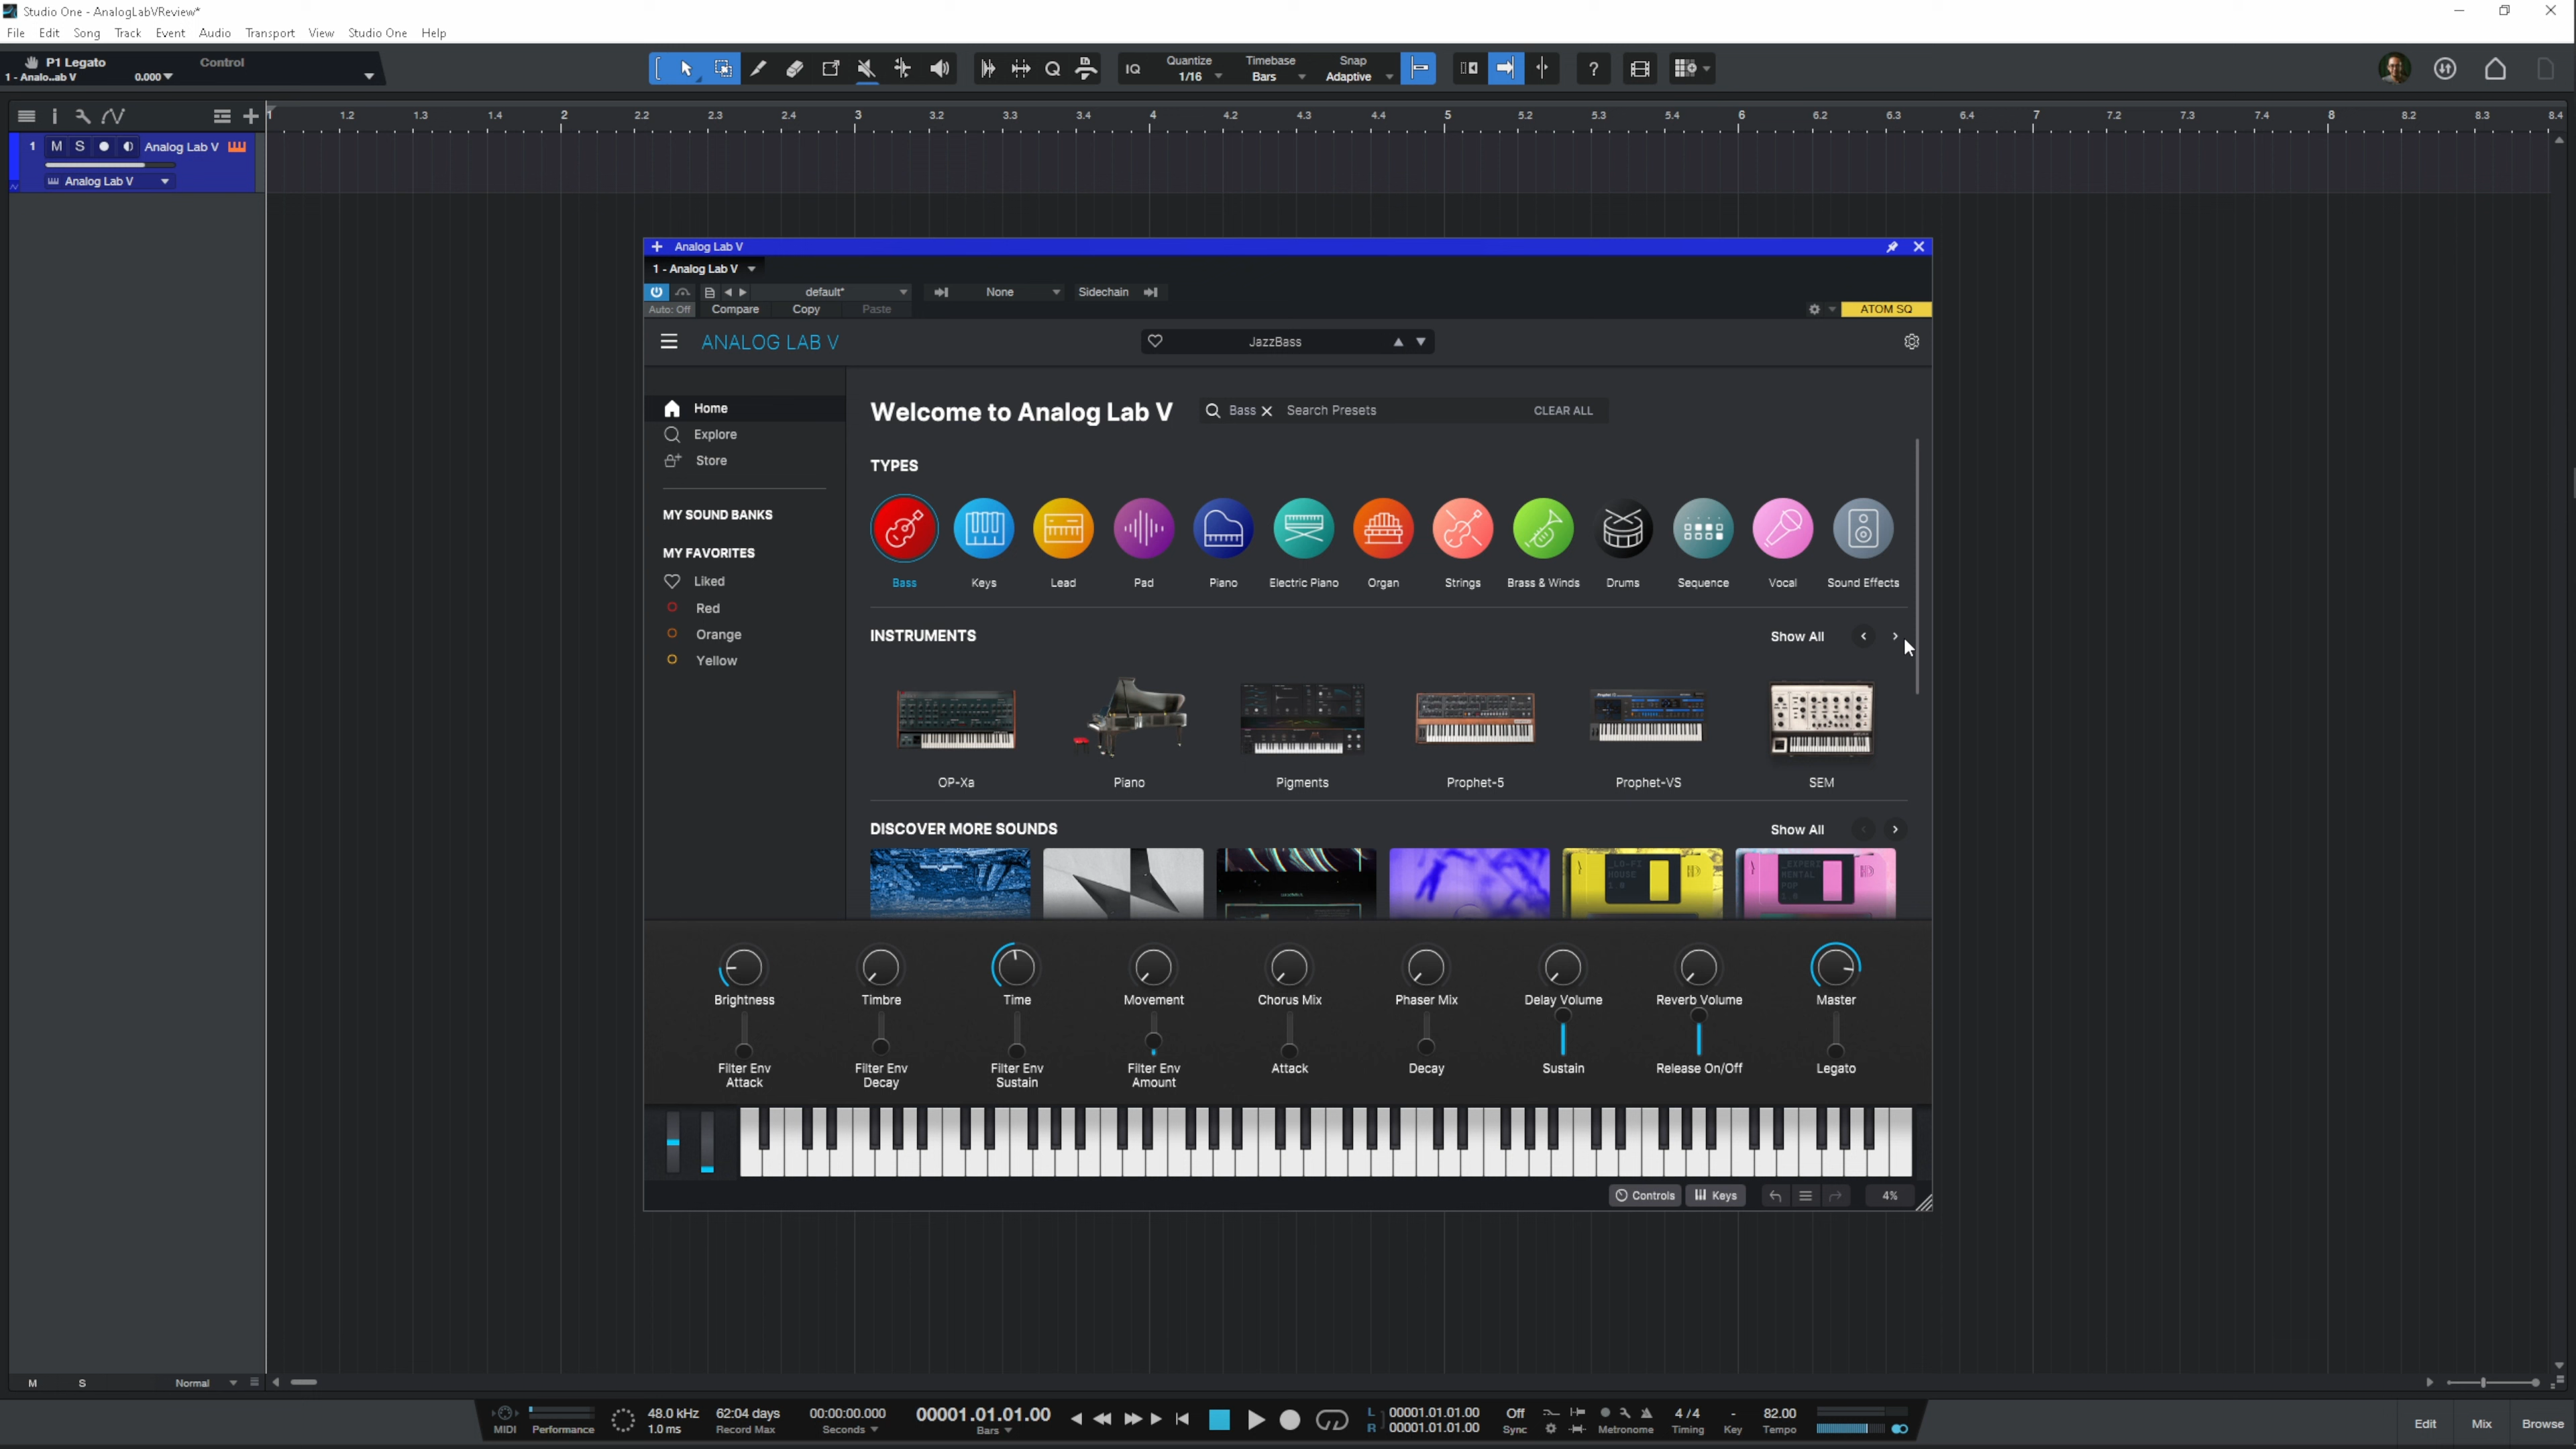 Studio One - AnalogLabVReview*
File Edit Song Track Event Audio Transport View Studio One Help
P1 Legato Control
1 - Analo..ab V 0.000
IQ Quantize 1/16 Timebase Bars Snap Adaptive ?
1 1.2 1.3 1.4 2 2.2 2.3 2.4 3 3.2 3.3 3.4 4 4.2 4.3 4.4 5 5.2 5.3 5.4 6 6.2 6.3 6.4 7 7.2 7.3 7.4 8 8.2 8.3 8.4
1 M S Analog Lab V
Analog Lab V
Analog Lab V
1 - Analog Lab V
default* None Sidechain
Auto: Off Compare Copy Paste ATOM SQ
ANALOG LAB V JazzBass
Home
Explore
Store
MY SOUND BANKS
MY FAVORITES
Liked
Red
Orange
Yellow
Welcome to Analog Lab V Bass Search Presets CLEAR ALL
TYPES
Bass Keys Lead Pad Piano Electric Piano Organ Strings Brass & Winds Drums Sequence Vocal Sound Effects
INSTRUMENTS Show All
OP-Xa Piano Pigments Prophet-5 Prophet-VS SEM
DISCOVER MORE SOUNDS Show All
Brightness Timbre Time Movement Chorus Mix Phaser Mix Delay Volume Reverb Volume Master
Filter Env Attack Filter Env Decay Filter Env Sustain Filter Env Amount Attack Decay Sustain Release On/Off Legato
Controls Keys 4%
M S Normal
MIDI Performance
48.0 kHz 62:04 days 00:00:00.000 00001.01.01.00 L 00001.01.01.00 Off 4 / 4 - 82.00
1.0 ms Record Max Seconds Bars R 00001.01.01.00 Sync Metronome Timing Key Tempo
Edit Mix Browse